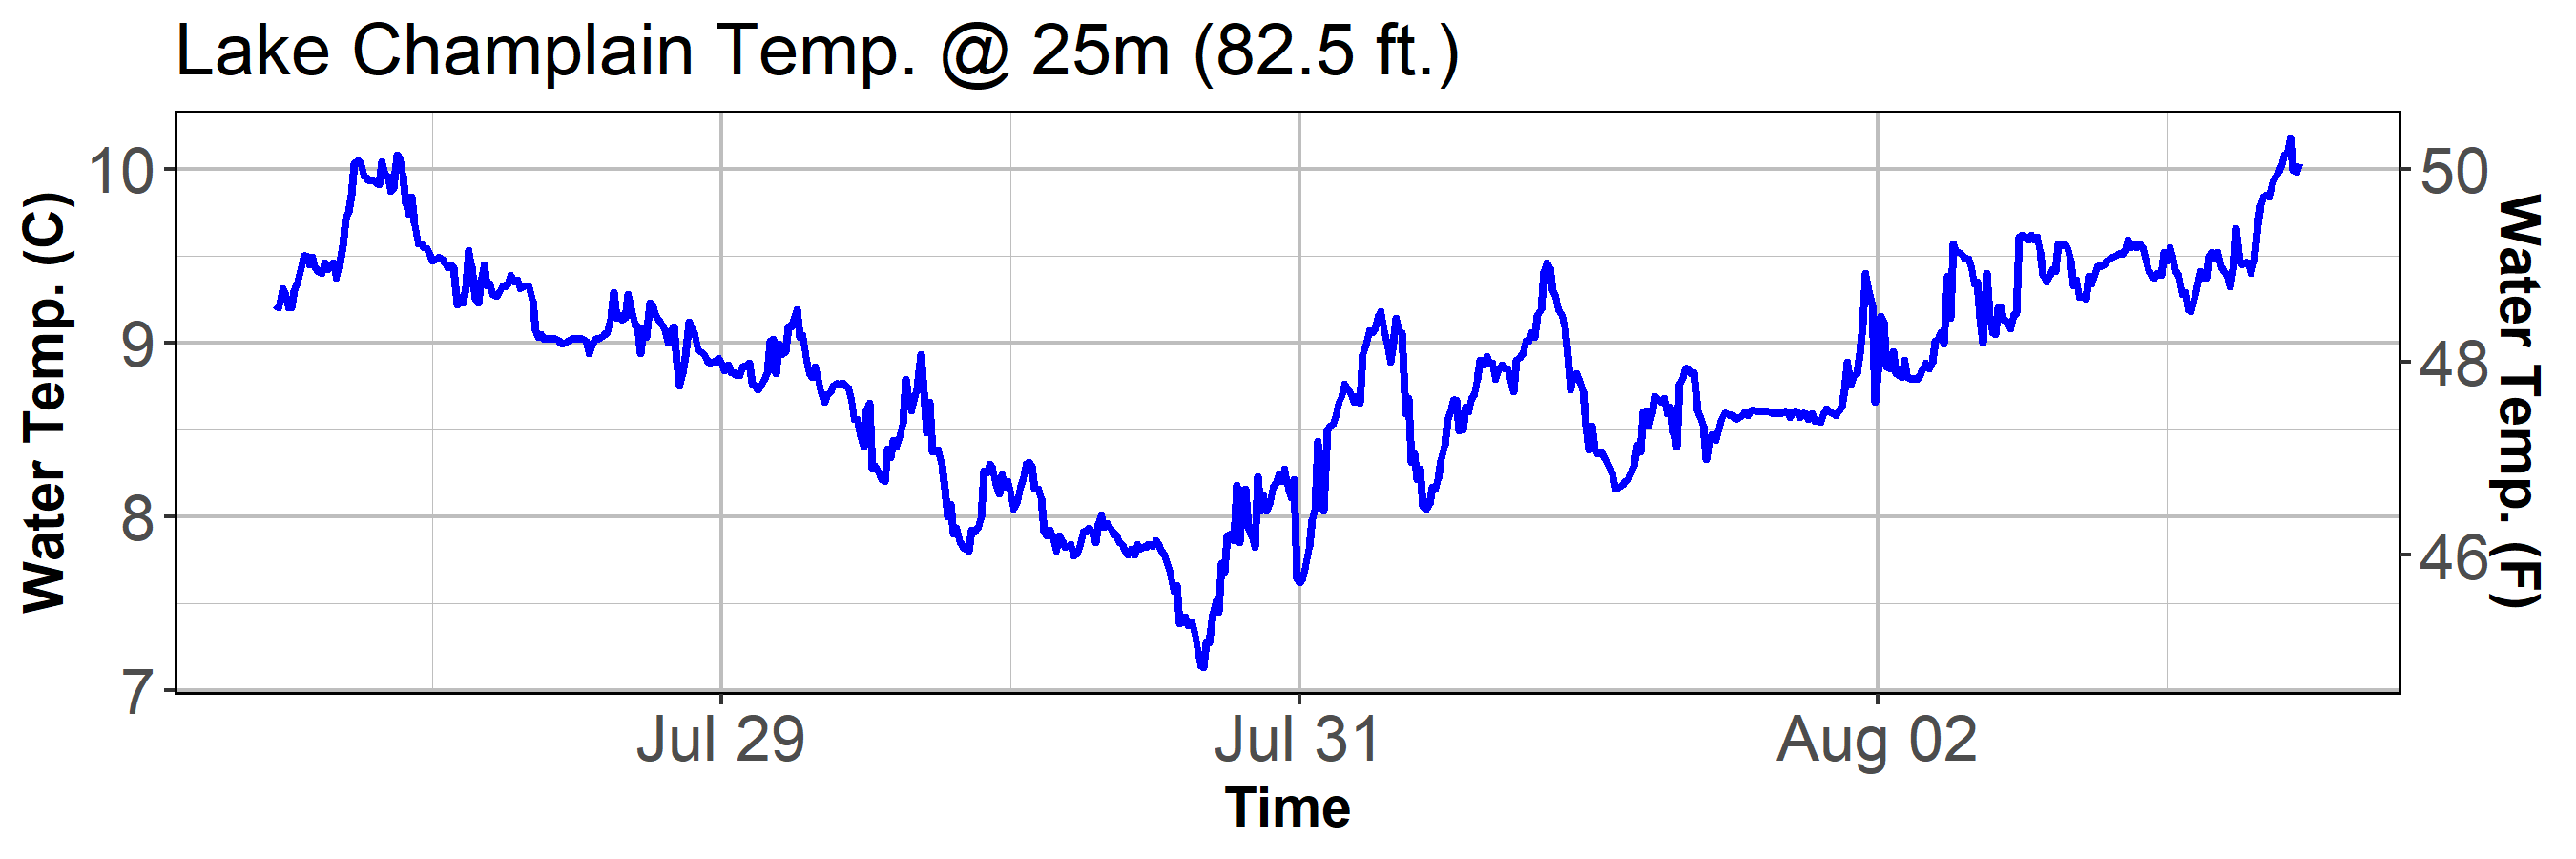 Lake Champlain Temp. @ 25m (82.5 ft.)
Water Temp. (C)
10
9
8
7
50
48
46
Water Temp. (F)
Jul 29
Jul 31
Aug 02
Time